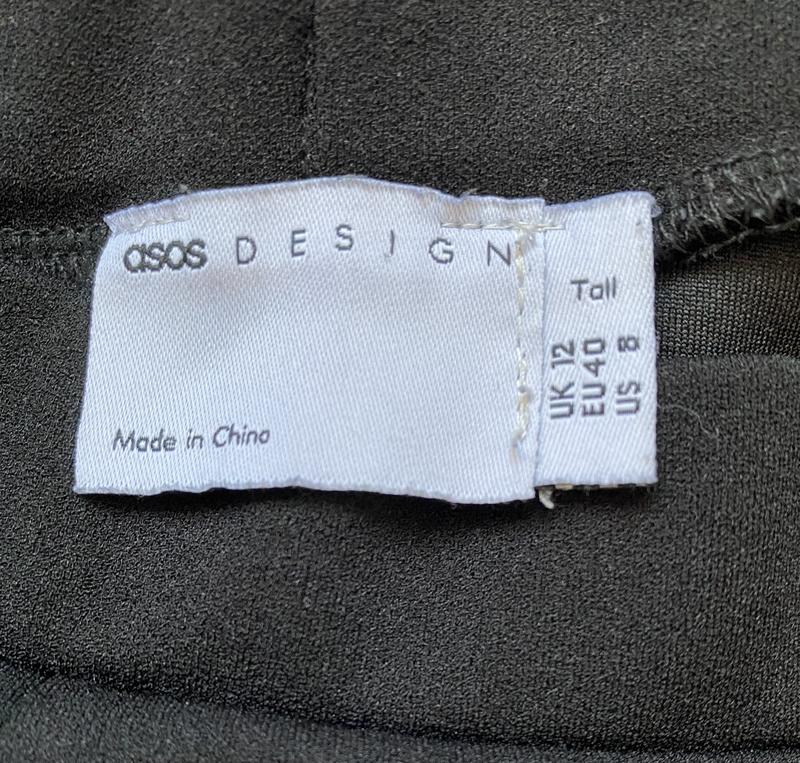 asos DESIGN
Made in China
Tall
UK 12
EU 40
US 8